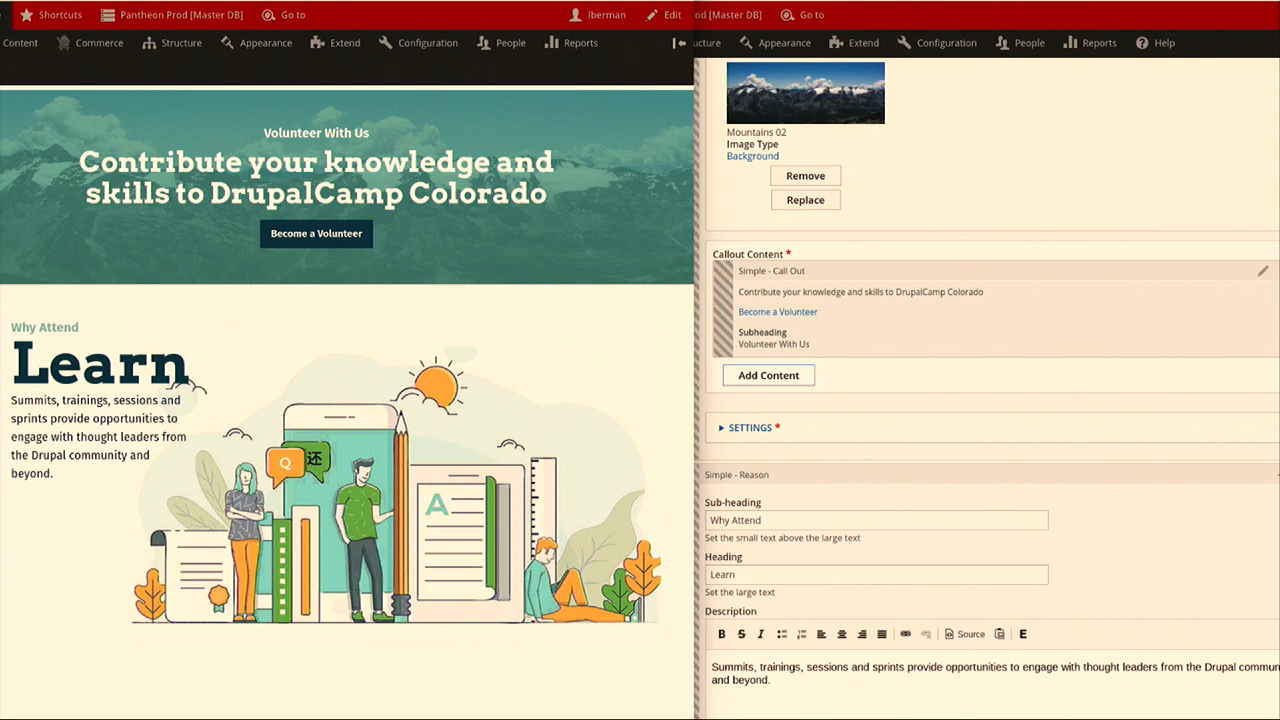 Shortcuts
Pantheon Prod [Master DB]
Go to
lberman
Edit
Content
Commerce
Structure
Appearance
Extend
Configuration
People
Reports
Volunteer With Us
Contribute your knowledge and
skills to DrupalCamp Colorado
Become a Volunteer
Why Attend
Learn
Summits, trainings, sessions and
sprints provide opportunities to
engage with thought leaders from
the Drupal community and
beyond.
Q
还
A
rod [Master DB]
Go to
ucture
Appearance
Extend
Configuration
People
Reports
Help
Mountains 02
Image Type
Background
Remove
Replace
Callout Content *
Simple - Call Out
Contribute your knowledge and skills to DrupalCamp Colorado
Become a Volunteer
Subheading
Volunteer With Us
Add Content
SETTINGS *
Simple - Reason
Sub-heading
Why Attend
Set the small text above the large text
Heading
Learn
Set the large text
Description
B S I Source E
Summits, trainings, sessions and sprints provide opportunities to engage with thought leaders from the Drupal commun
and beyond.